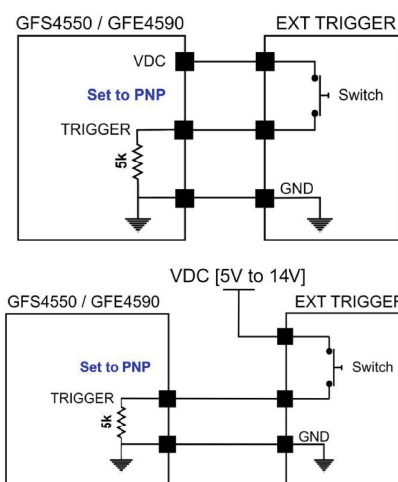 GFS4550 / GFE4590
EXT TRIGGER
VDC
Set to PNP
Switch
TRIGGER
5k
GND
VDC [5V to 14V]
GFS4550 / GFE4590
EXT TRIGGER
Set to PNP
Switch
TRIGGER
5k
GND